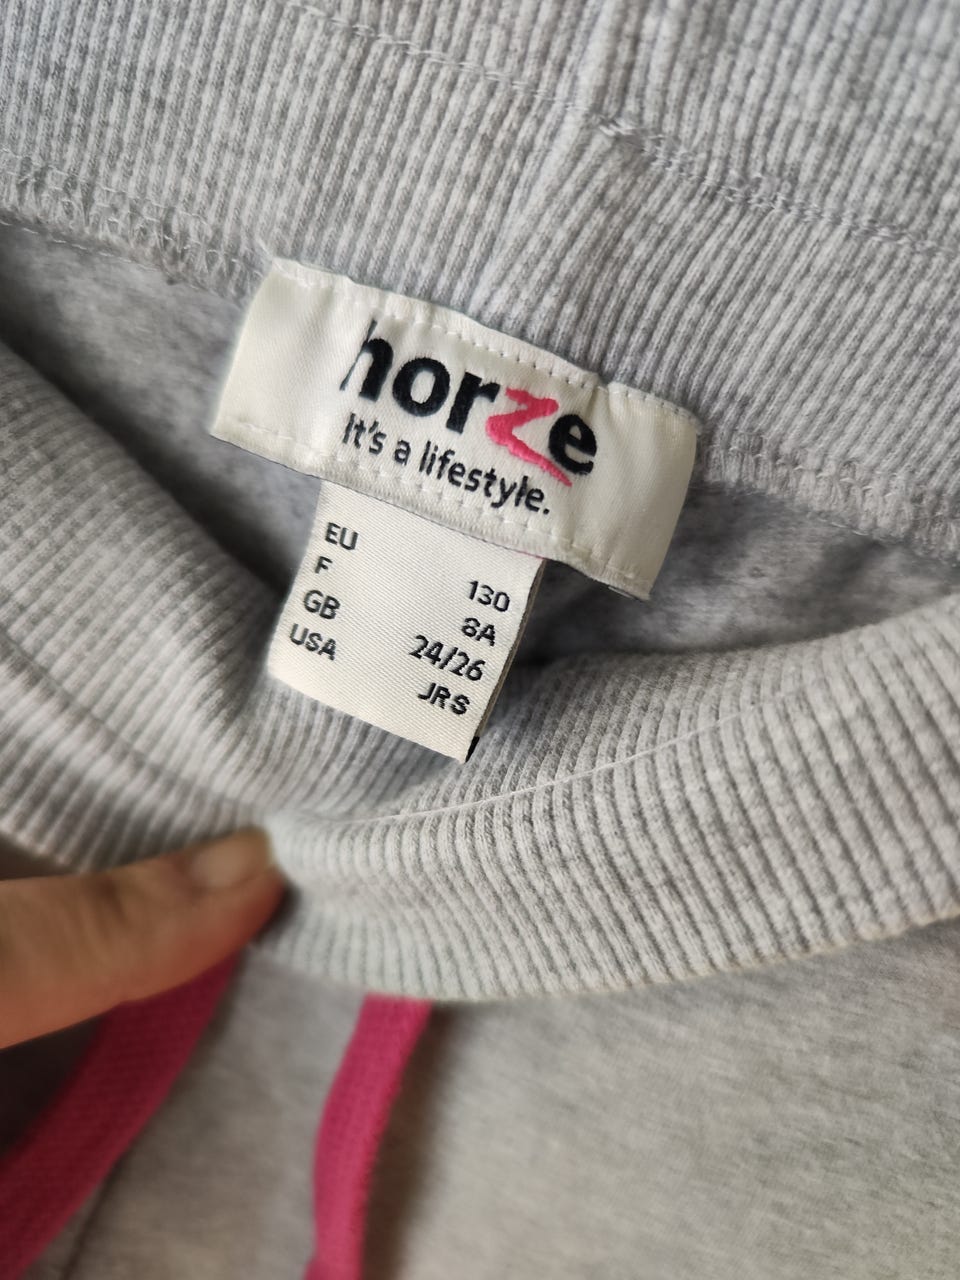 horze
it's a lifestyle.
EU 130
F 8A
GB 24/26
USA JRS